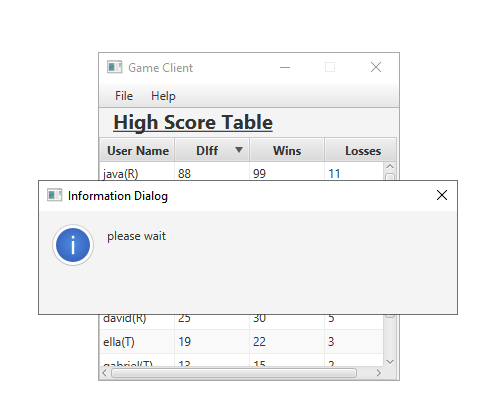 Game Client
File Help
High Score Table
User Name DIff Wins Losses
java(R) 88 99 11
Information Dialog
please wait
david(R) 25 30 5
ella(T) 19 22 3
gabriel(T) 13 15 2